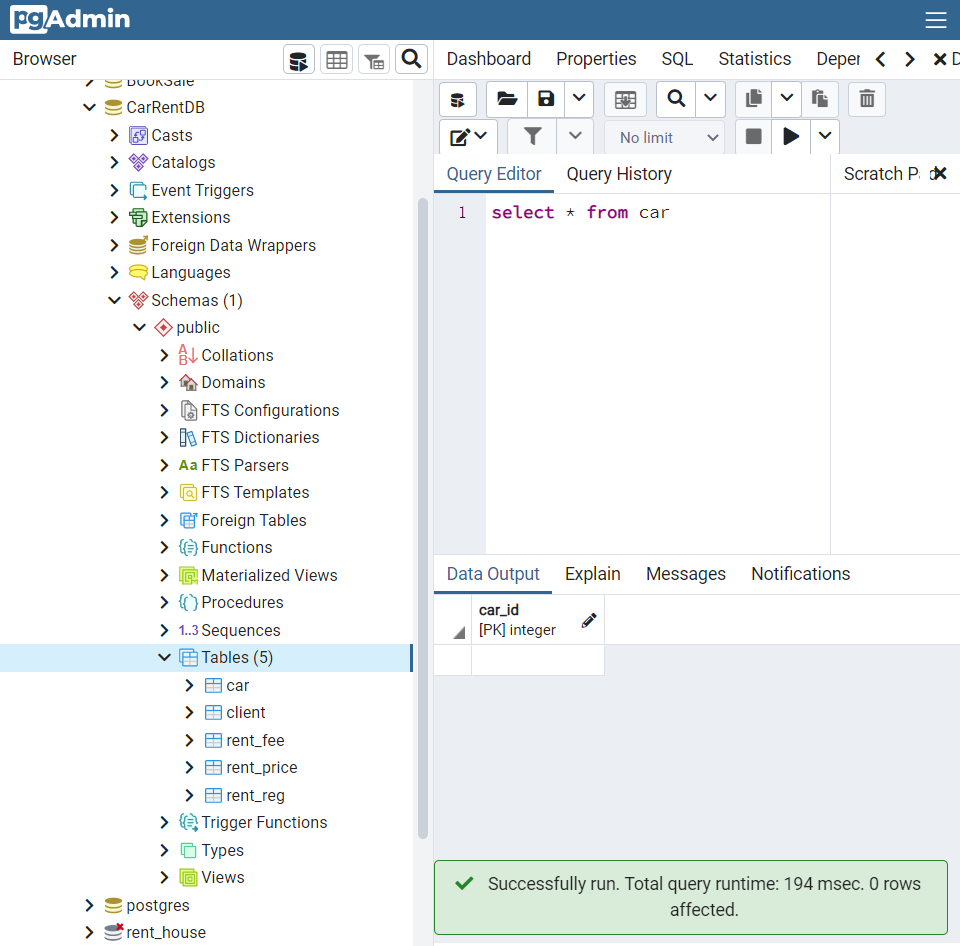 pgAdmin
Browser
Dashboard Properties SQL Statistics Deper
BookSale
CarRentDB
Casts
Catalogs
Event Triggers
Extensions
Foreign Data Wrappers
Languages
Schemas (1)
public
Collations
Domains
FTS Configurations
FTS Dictionaries
Aa FTS Parsers
FTS Templates
Foreign Tables
Functions
Materialized Views
Procedures
1..3 Sequences
Tables (5)
car
client
rent_fee
rent_price
rent_reg
Trigger Functions
Types
Views
postgres
rent_house
No limit
Query Editor Query History
Scratch P
1 select * from car
Data Output Explain Messages Notifications
car_id
[PK] integer
Successfully run. Total query runtime: 194 msec. 0 rows
affected.